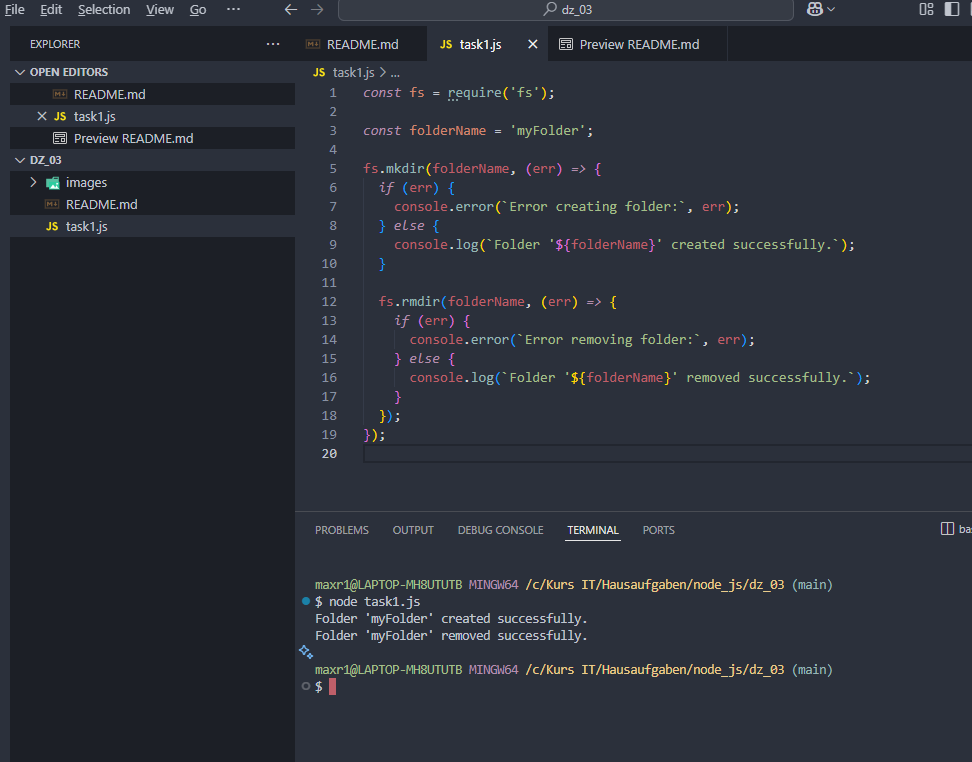 File Edit Selection View Go ··· dz_03
EXPLORER ···
OPEN EDITORS
README.md
JS task1.js
Preview README.md
DZ_03
images
README.md
JS task1.js
README.md JS task1.js Preview README.md
JS task1.js > ...
1 const fs = require('fs');
2
3 const folderName = 'myFolder';
4
5 fs.mkdir(folderName, (err) => {
6 if (err) {
7 console.error(`Error creating folder:`, err);
8 } else {
9 console.log(`Folder '${folderName}' created successfully.`);
10 }
11
12 fs.rmdir(folderName, (err) => {
13 if (err) {
14 console.error(`Error removing folder:`, err);
15 } else {
16 console.log(`Folder '${folderName}' removed successfully.`);
17 }
18 });
19 });
20
PROBLEMS OUTPUT DEBUG CONSOLE TERMINAL PORTS
maxr1@LAPTOP-MH8UTUTB MINGW64 /c/Kurs IT/Hausaufgaben/node_js/dz_03 (main)
$ node task1.js
Folder 'myFolder' created successfully.
Folder 'myFolder' removed successfully.
maxr1@LAPTOP-MH8UTUTB MINGW64 /c/Kurs IT/Hausaufgaben/node_js/dz_03 (main)
$